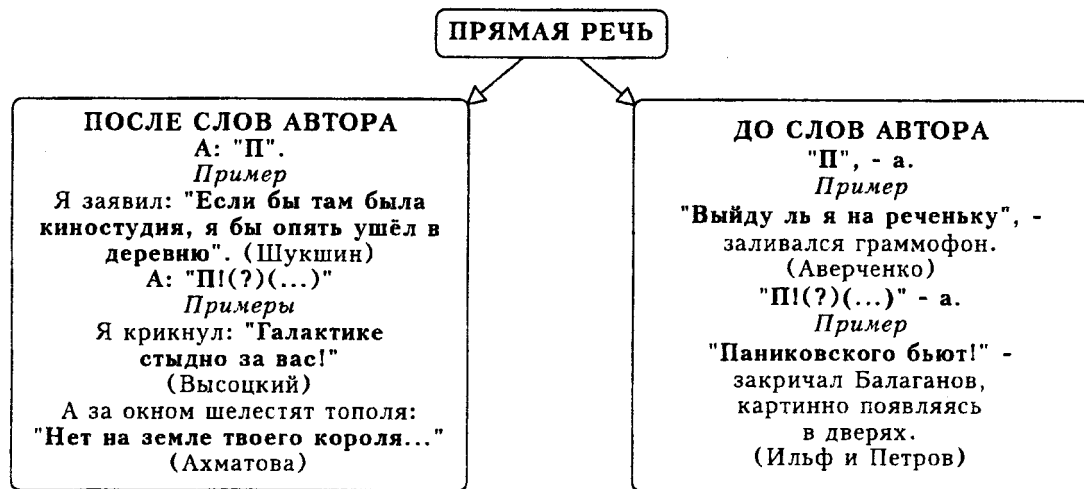 ПРЯМАЯ РЕЧЬ
ПОСЛЕ СЛОВ АВТОРА
А: "П".
Пример
Я заявил: "Если бы там была
киностудия, я бы опять ушёл в
деревню". (Шукшин)
А: "П!(?)(...)"
Примеры
Я крикнул: "Галактике
стыдно за вас!"
(Высоцкий)
А за окном шелестят тополя:
"Нет на земле твоего короля..."
(Ахматова)
ДО СЛОВ АВТОРА
"П", - а.
Пример
"Выйду ль я на реченьку", -
заливался граммофон.
(Аверченко)
"П!(?)(...)" - а.
Пример
"Паниковского бьют!" -
закричал Балаганов,
картинно появляясь
в дверях.
(Ильф и Петров)